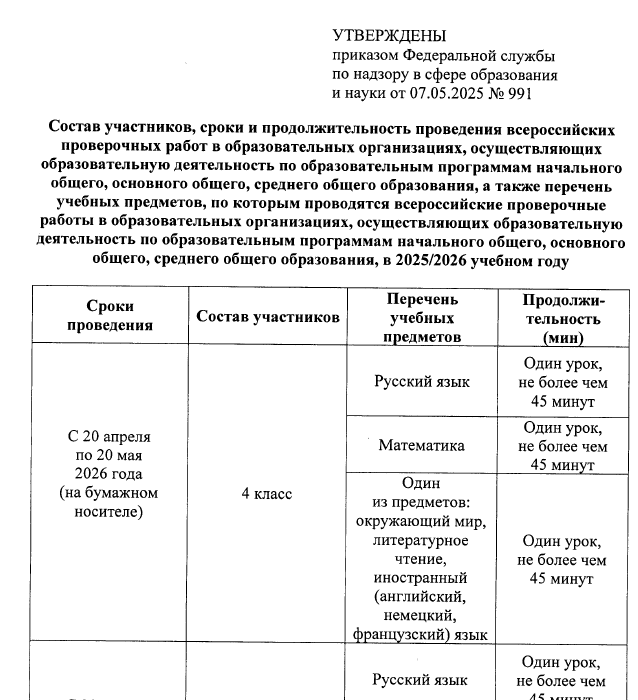 УТВЕРЖДЕНЫ
приказом Федеральной службы
по надзору в сфере образования
и науки от 07.05.2025 № 991
Состав участников, сроки и продолжительность проведения всероссийских
проверочных работ в образовательных организациях, осуществляющих
образовательную деятельность по образовательным программам начального
общего, основного общего, среднего общего образования, а также перечень
учебных предметов, по которым проводятся всероссийские проверочные
работы в образовательных организациях, осуществляющих образовательную
деятельность по образовательным программам начального общего, основного
общего, среднего общего образования, в 2025/2026 учебном году
Сроки
проведения
Состав участников
Перечень
учебных
предметов
Продолжи-
тельность
(мин)
С 20 апреля
по 20 мая
2026 года
(на бумажном
носителе)
4 класс
Русский язык
Один урок,
не более чем
45 минут
Математика
Один урок,
не более чем
45 минут
Один
из предметов:
окружающий мир,
литературное
чтение,
иностранный
(английский,
немецкий,
французский) язык
Один урок,
не более чем
45 минут
Русский язык
Один урок,
не более чем
45 минут